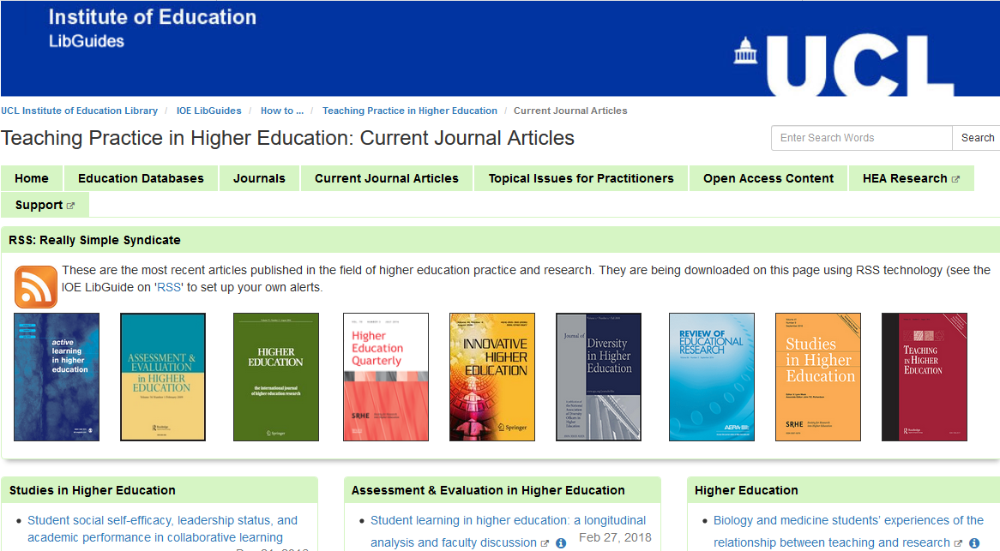 Institute of Education
LibGuides
UCL
UCL Institute of Education Library / IOE LibGuides / How to ... / Teaching Practice in Higher Education / Current Journal Articles
Teaching Practice in Higher Education: Current Journal Articles
Enter Search Words
Search
Home
Education Databases
Journals
Current Journal Articles
Topical Issues for Practitioners
Open Access Content
HEA Research
Support
RSS: Really Simple Syndicate
These are the most recent articles published in the field of higher education practice and research. They are being downloaded on this page using RSS technology (see the
IOE LibGuide on 'RSS' to set up your own alerts.
active
learning
in higher
education
ASSESSMENT &
EVALUATION
in HIGHER
EDUCATION
Routledge
HIGHER
EDUCATION
the international journal
of higher education research
Springer
Higher
Education
Quarterly
SRHE
INNOVATIVE
HIGHER
EDUCATION
Springer
Journal of
Diversity
in Higher
Education
REVIEW OF
EDUCATIONAL
RESEARCH
AERA
Studies
in Higher
Education
SRHE
TEACHING
IN HIGHER
EDUCATION
Routledge
Studies in Higher Education
Student social self-efficacy, leadership status, and
academic performance in collaborative learning
Assessment & Evaluation in Higher Education
Student learning in higher education: a longitudinal
analysis and faculty discussion
Feb 27, 2018
Higher Education
Biology and medicine students' experiences of the
relationship between teaching and research